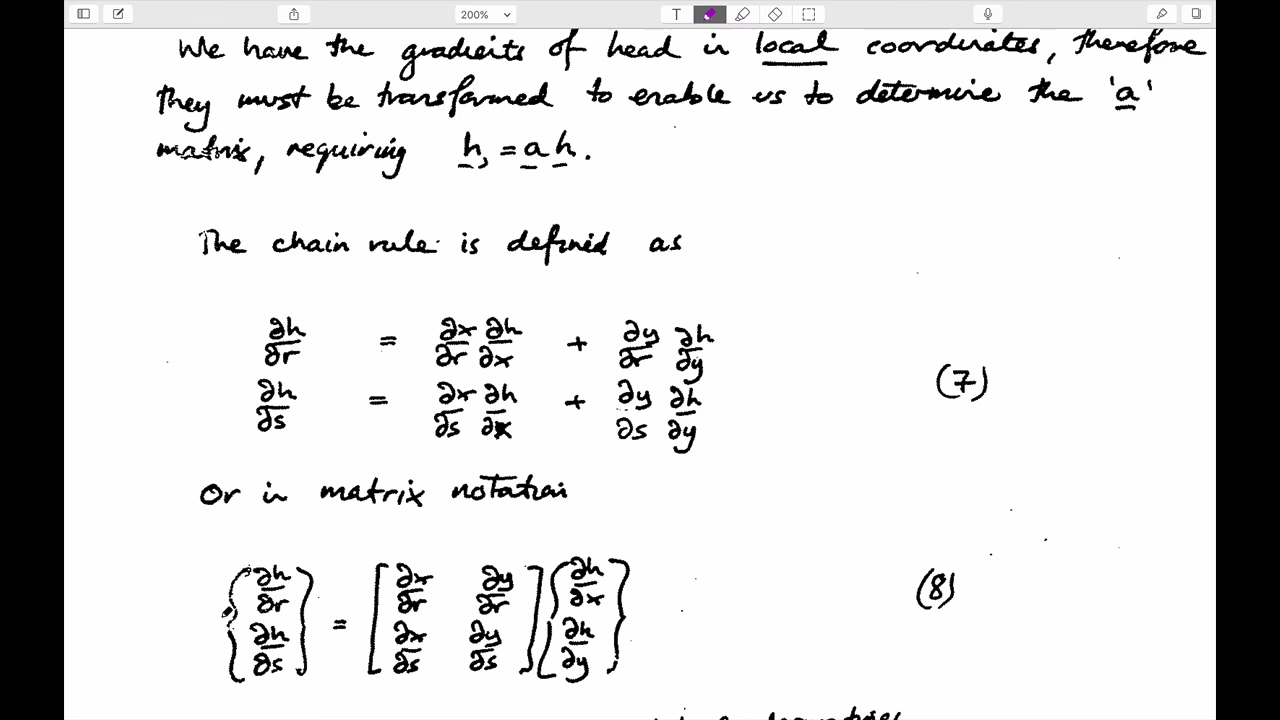 200%
T
We have the gradients of head in local coordinates, therefore
they must be transformed to enable us to determine the 'a'
matrix, requiring h, = a h.
The chain rule is defined as
∂h/∂r = ∂x/∂r ∂h/∂x + ∂y/∂r ∂h/∂y
∂h/∂s = ∂x/∂s ∂h/∂x + ∂y/∂s ∂h/∂y (7)
Or in matrix notation
{∂h/∂r ∂h/∂s} = [∂x/∂r ∂y/∂r ∂x/∂s ∂y/∂s] {∂h/∂x ∂h/∂y} (8)